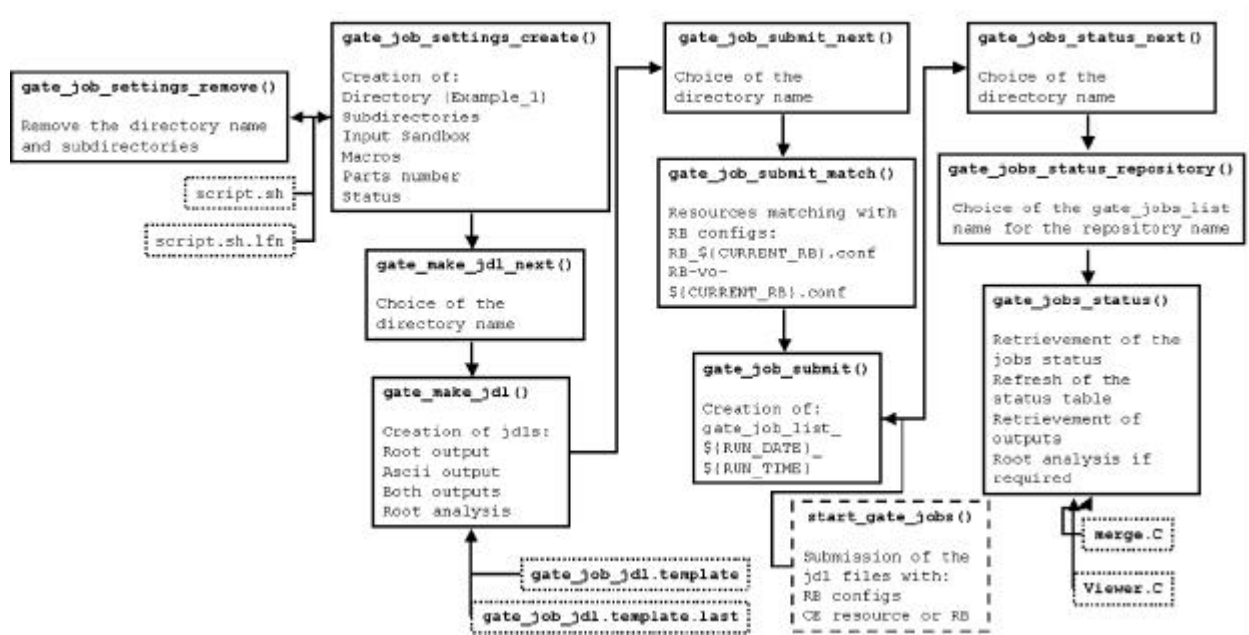 gate_job_settings_remove()
Remove the directory name
and subdirectories
script.sh
script.sh.lfn
gate_job_settings_create()
Creation of:
Directory (Example_1)
Subdirectories
Input Sandbox
Macros
Parts number
Status
gate_make_jdl_next()
Choice of the
directory name
gate_make_jdl()
Creation of jdls:
Root output
Ascii output
Both outputs
Root analysis
gate_job_jdl.template
gate_job_jdl.template.last
gate_job_submit_next()
Choice of the
directory name
gate_job_submit_match()
Resources matching with
RB configs:
RB_${CURRENT_RB}.conf
RB-vo-
${CURRENT_RB}.conf
gate_job_submit()
Creation of:
gate_job_list_
${RUN_DATE}_
${RUN_TIME}
start_gate_jobs()
Submission of the
jdl files with:
RB configs
CE resource or RB
gate_jobs_status_next()
Choice of the
directory name
gate_jobs_status_repository()
Choice of the gate_jobs_list
name for the repository name
gate_jobs_status()
Retrievement of the
jobs status
Refresh of the
status table
Retrievement of
outputs
Root analysis if
required
merge.C
Viewer.C